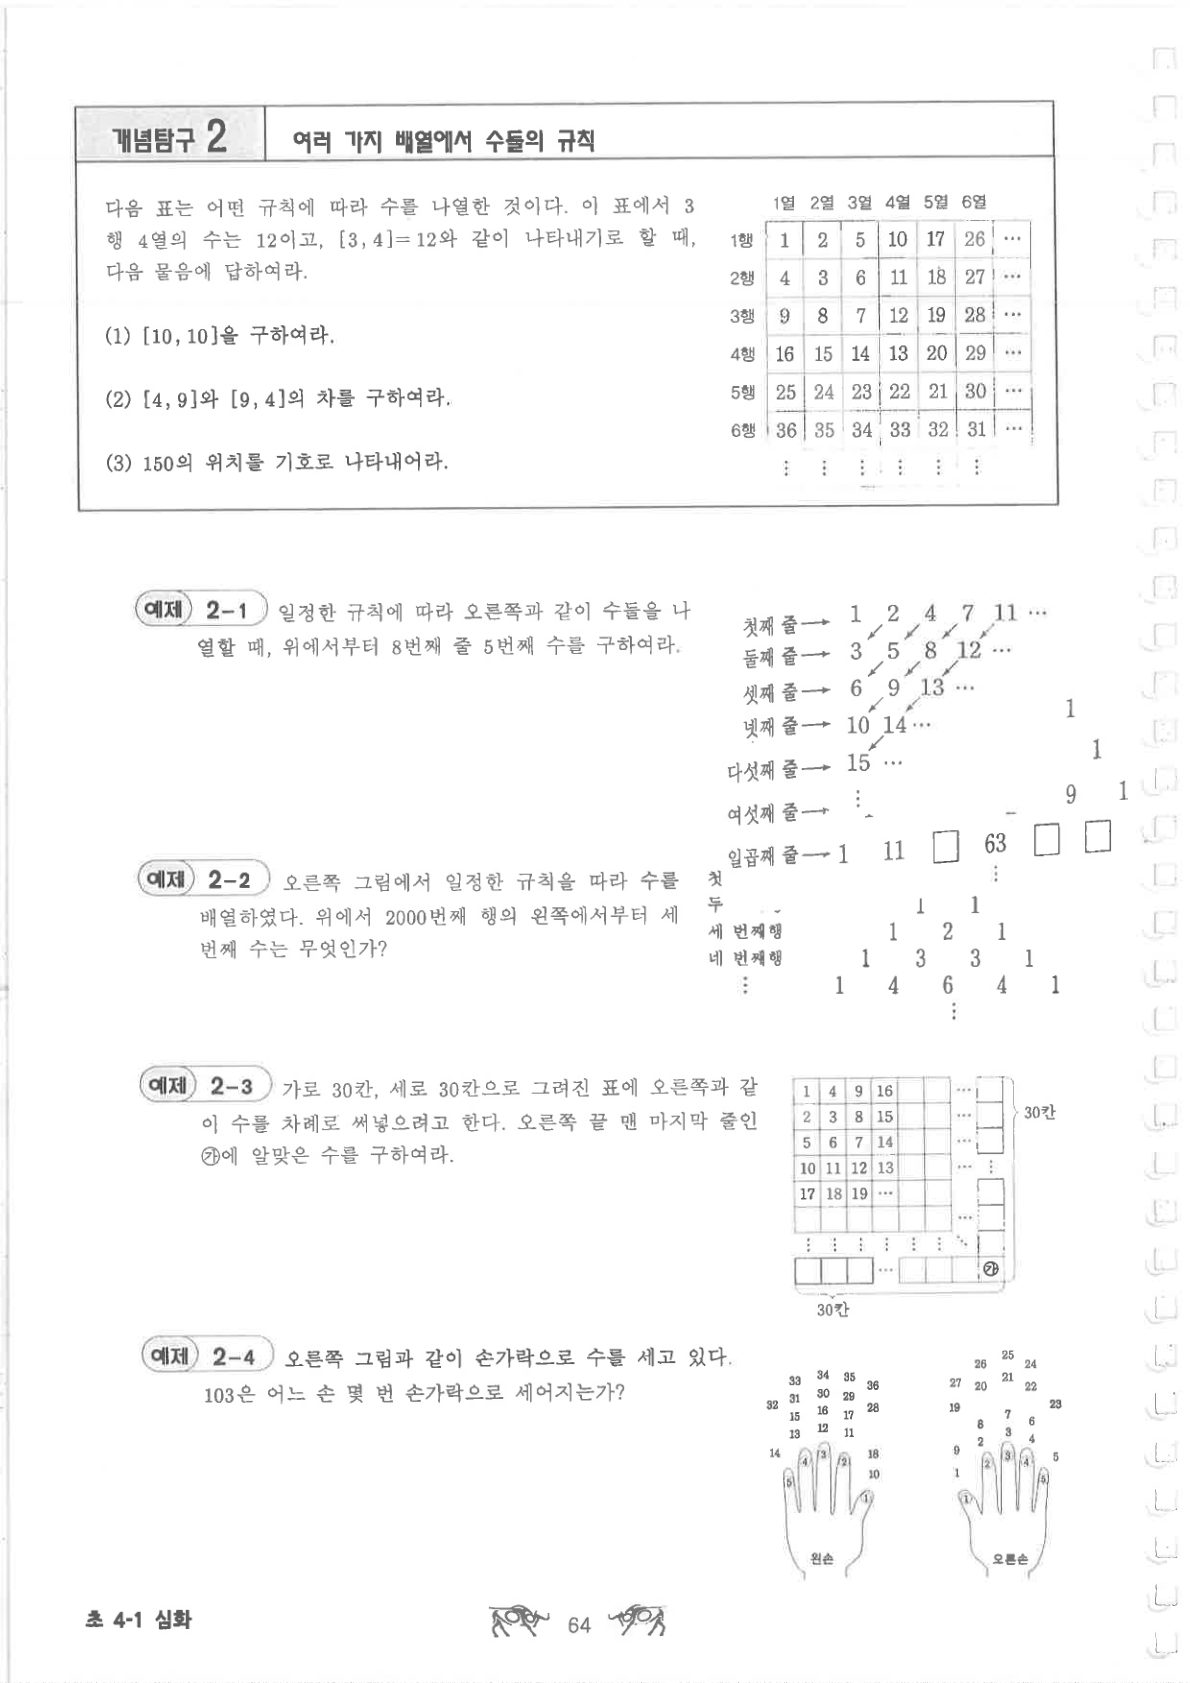 개념탐구 2 여러 가지 배열에서 수들의 규칙
다음 표는 어떤 규칙에 따라 수를 나열한 것이다. 이 표에서 3
행 4열의 수는 12이고, [3, 4]=12와 같이 나타내기로 할 때,
다음 물음에 답하여라.
(1) [10, 10]을 구하여라.
(2) [4, 9]와 [9, 4]의 차를 구하여라.
(3) 150의 위치를 기호로 나타내어라.
1열 2열 3열 4열 5열 6열
1행 1 2 5 10 17 26 ⋯
2행 4 3 6 11 18 27 ⋯
3행 9 8 7 12 19 28 ⋯
4행 16 15 14 13 20 29 ⋯
5행 25 24 23 22 21 30 ⋯
6행 36 35 34 33 32 31 ⋯
⋮ ⋮ ⋮ ⋮ ⋮ ⋮
예제 2-1 일정한 규칙에 따라 오른쪽과 같이 수들을 나
열할 때, 위에서부터 8번째 줄 5번째 수를 구하여라.
첫째 줄→ 1 2 4 7 11 ⋯
둘째 줄→ 3 5 8 12 ⋯
셋째 줄→ 6 9 13 ⋯
넷째 줄→ 10 14 ⋯
1
다섯째 줄→ 15 ⋯
1
여섯째 줄→ ⋮ 9 1
일곱째 줄→ 1 11 □ 63 □ □
⋮
예제 2-2 오른쪽 그림에서 일정한 규칙을 따라 수를
배열하였다. 위에서 2000번째 행의 왼쪽에서부터 세
번째 수는 무엇인가?
첫
두 1 1
세 번째행 1 2 1
네 번째행 1 3 3 1
⋮ 1 4 6 4 1
⋮
예제 2-3 가로 30칸, 세로 30칸으로 그려진 표에 오른쪽과 같
이 수를 차례로 써넣으려고 한다. 오른쪽 끝 맨 마지막 줄인
㉮에 알맞은 수를 구하여라.
1 4 9 16 ⋯
2 3 8 15 ⋯
5 6 7 14 ⋯
10 11 12 13 ⋯ ⋮
17 18 19 ⋯
⋯
⋮ ⋮ ⋮ ⋮ ⋮ ⋮ ⋱
⋯ ㉮
30칸
30칸
예제 2-4 오른쪽 그림과 같이 손가락으로 수를 세고 있다.
103은 어느 손 몇 번 손가락으로 세어지는가?
33 34 35 36
32 31 30 29 28
15 16 17
13 12 11
14 18
10
5 4 3 2 1
왼손
26 25 24
27 20 21 22
19 23
8 7 6
9 2 3 4 5
1
1 2 3 4 5
오른손
초 4-1 심화
64